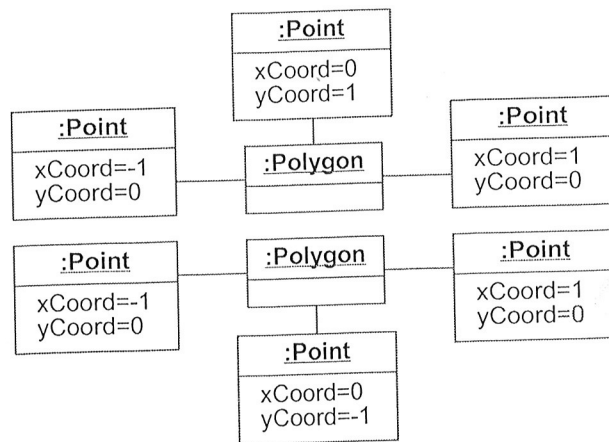 :Point
xCoord=0
yCoord=1
:Point
xCoord=-1
yCoord=0
:Polygon
:Point
xCoord=1
yCoord=0
:Point
xCoord=-1
yCoord=0
:Polygon
:Point
xCoord=1
yCoord=0
:Point
xCoord=0
yCoord=-1